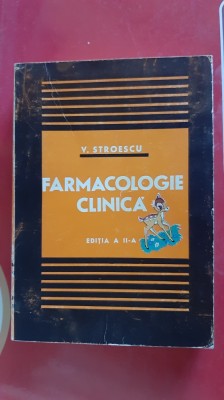 V. STROESCU
FARMACOLOGIE
CLINICĂ
EDIȚIA A II-A